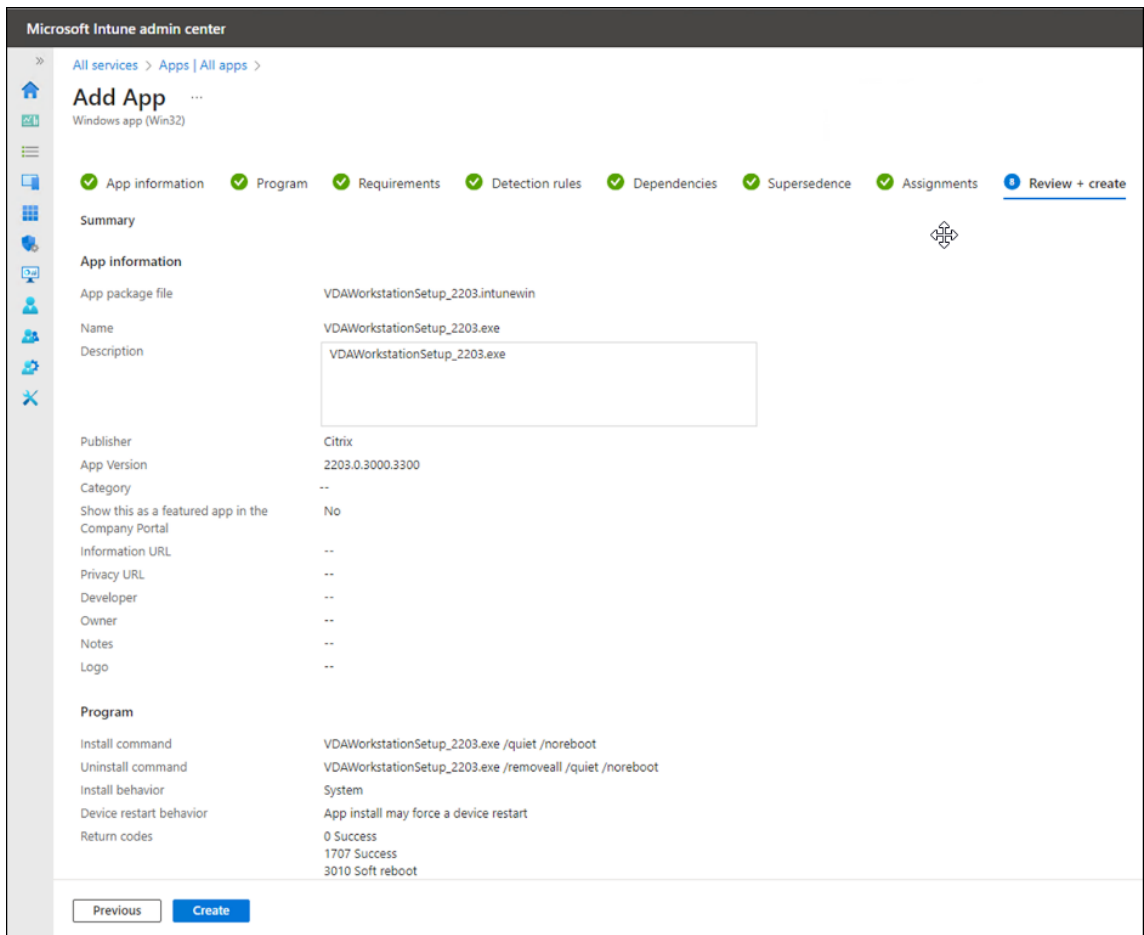 Microsoft Intune admin center
All services > Apps | All apps >
Add App ...
Windows app (Win32)
App information Program Requirements Detection rules Dependencies Supersedence Assignments 8 Review + create
Summary
App information
App package file VDAWorkstationSetup_2203.intunewin
Name VDAWorkstationSetup_2203.exe
Description VDAWorkstationSetup_2203.exe
Publisher Citrix
App Version 2203.0.3000.3300
Category --
Show this as a featured app in the No
Company Portal
Information URL --
Privacy URL --
Developer --
Owner --
Notes --
Logo --
Program
Install command VDAWorkstationSetup_2203.exe /quiet /noreboot
Uninstall command VDAWorkstationSetup_2203.exe /removeall /quiet /noreboot
Install behavior System
Device restart behavior App install may force a device restart
Return codes 0 Success
1707 Success
3010 Soft reboot
Previous Create